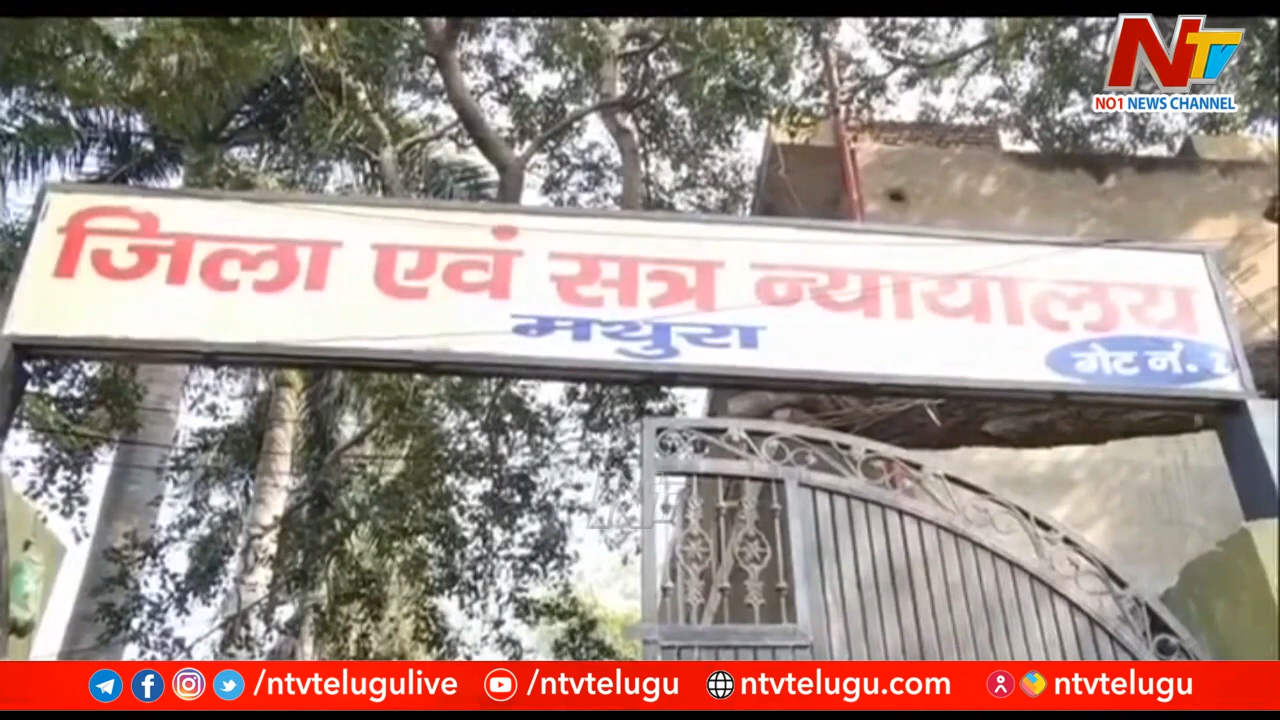 NTV
NO1 NEWS CHANNEL
जिला एवं सत्र न्यायालय
मथुरा
गेट नं.
/ntvtelugulive /ntvtelugu ntvtelugu.com ntvtelugu